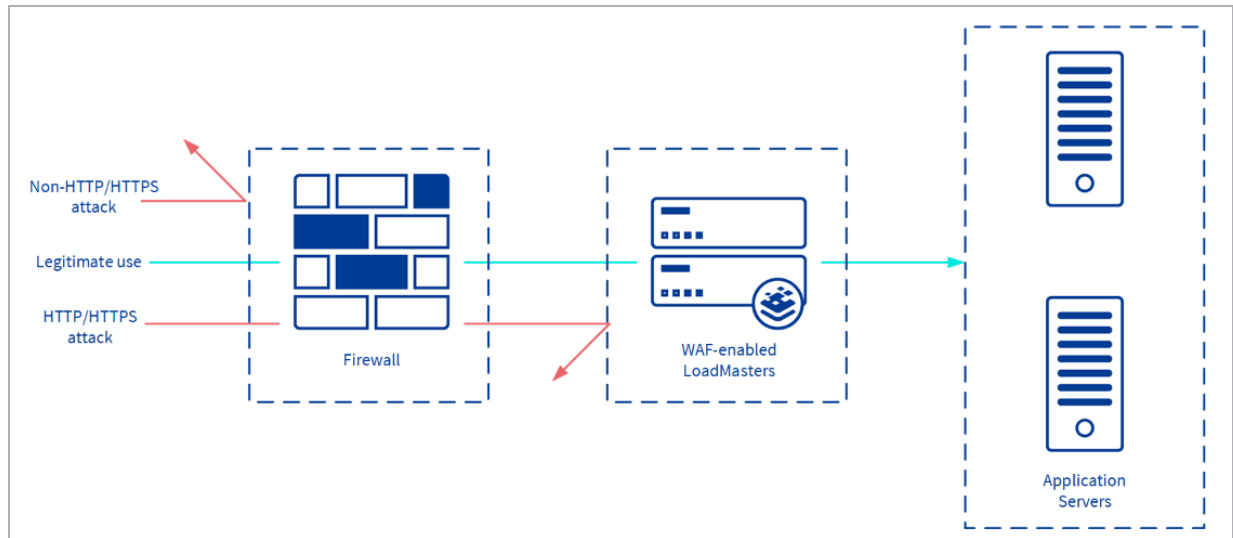 Non-HTTP/HTTPS
attack
Legitimate use
HTTP/HTTPS
attack
Firewall
WAF-enabled
LoadMasters
Application
Servers